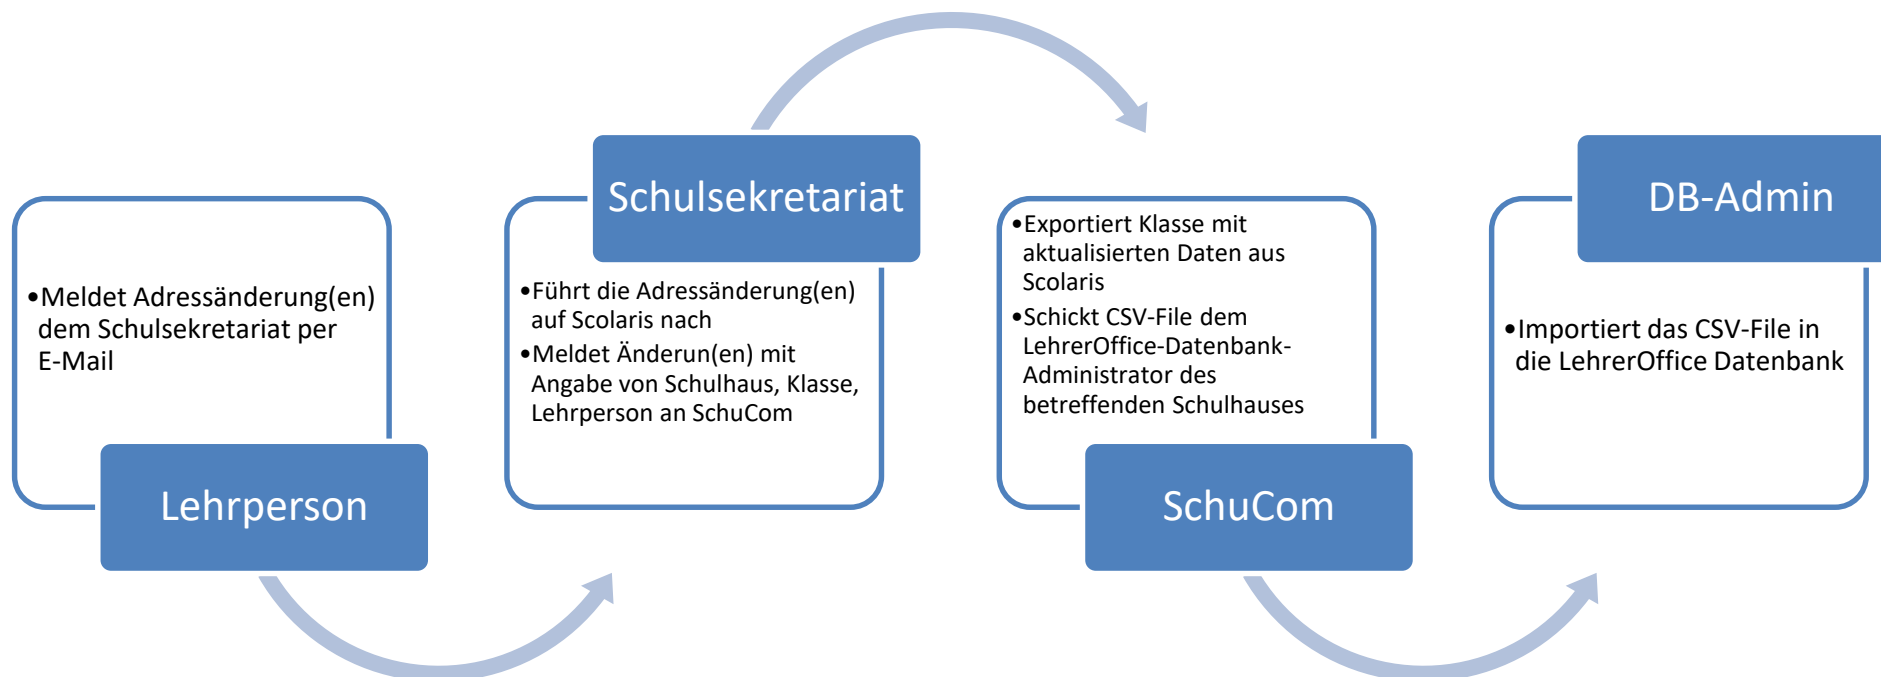 •Meldet Adressänderung(en)
dem Schulsekretariat per
E-Mail
Lehrperson
Schulsekretariat
•Führt die Adressänderung(en)
auf Scolaris nach
•Meldet Änderun(en) mit
Angabe von Schulhaus, Klasse,
Lehrperson an SchuCom
•Exportiert Klasse mit
aktualisierten Daten aus
Scolaris
•Schickt CSV-File dem
LehrerOffice-Datenbank-
Administrator des
betreffenden Schulhauses
SchuCom
DB-Admin
•Importiert das CSV-File in
die LehrerOffice Datenbank